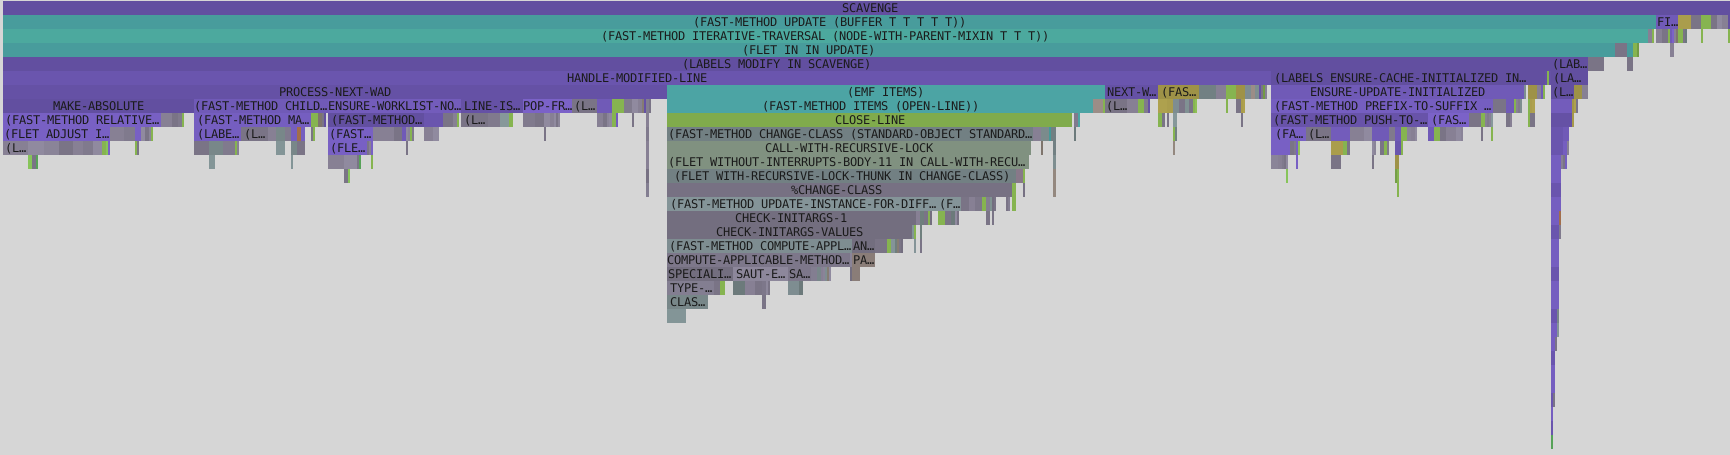 SCAVENGE
(FAST-METHOD UPDATE (BUFFER T T T T T)) FI…
(FAST-METHOD ITERATIVE-TRAVERSAL (NODE-WITH-PARENT-MIXIN T T T))
(FLET IN IN UPDATE)
(LABELS MODIFY IN SCAVENGE) (LAB…
HANDLE-MODIFIED-LINE (LABELS ENSURE-CACHE-INITIALIZED IN… (LA…
PROCESS-NEXT-WAD (EMF ITEMS) NEXT-W… (FAS… ENSURE-UPDATE-INITIALIZED (L…
MAKE-ABSOLUTE (FAST-METHOD CHILD… ENSURE-WORKLIST-NO… LINE-IS… POP-FR… (L… (FAST-METHOD ITEMS (OPEN-LINE)) (L… (FAST-METHOD PREFIX-TO-SUFFIX …
(FAST-METHOD RELATIVE… (FAST-METHOD MA… (FAST-METHOD… (L… CLOSE-LINE (FAST-METHOD PUSH-TO-… (FAS…
(FLET ADJUST I… (LABE… (L… (FAST… (FAST-METHOD CHANGE-CLASS (STANDARD-OBJECT STANDARD… (FA… (L…
(L… (FLE… CALL-WITH-RECURSIVE-LOCK
(FLET WITHOUT-INTERRUPTS-BODY-11 IN CALL-WITH-RECU…
(FLET WITH-RECURSIVE-LOCK-THUNK IN CHANGE-CLASS)
%CHANGE-CLASS
(FAST-METHOD UPDATE-INSTANCE-FOR-DIFF… (F…
CHECK-INITARGS-1
CHECK-INITARGS-VALUES
(FAST-METHOD COMPUTE-APPL… AN…
COMPUTE-APPLICABLE-METHOD… PA…
SPECIALI… SAUT-E… SA…
TYPE-…
CLAS…